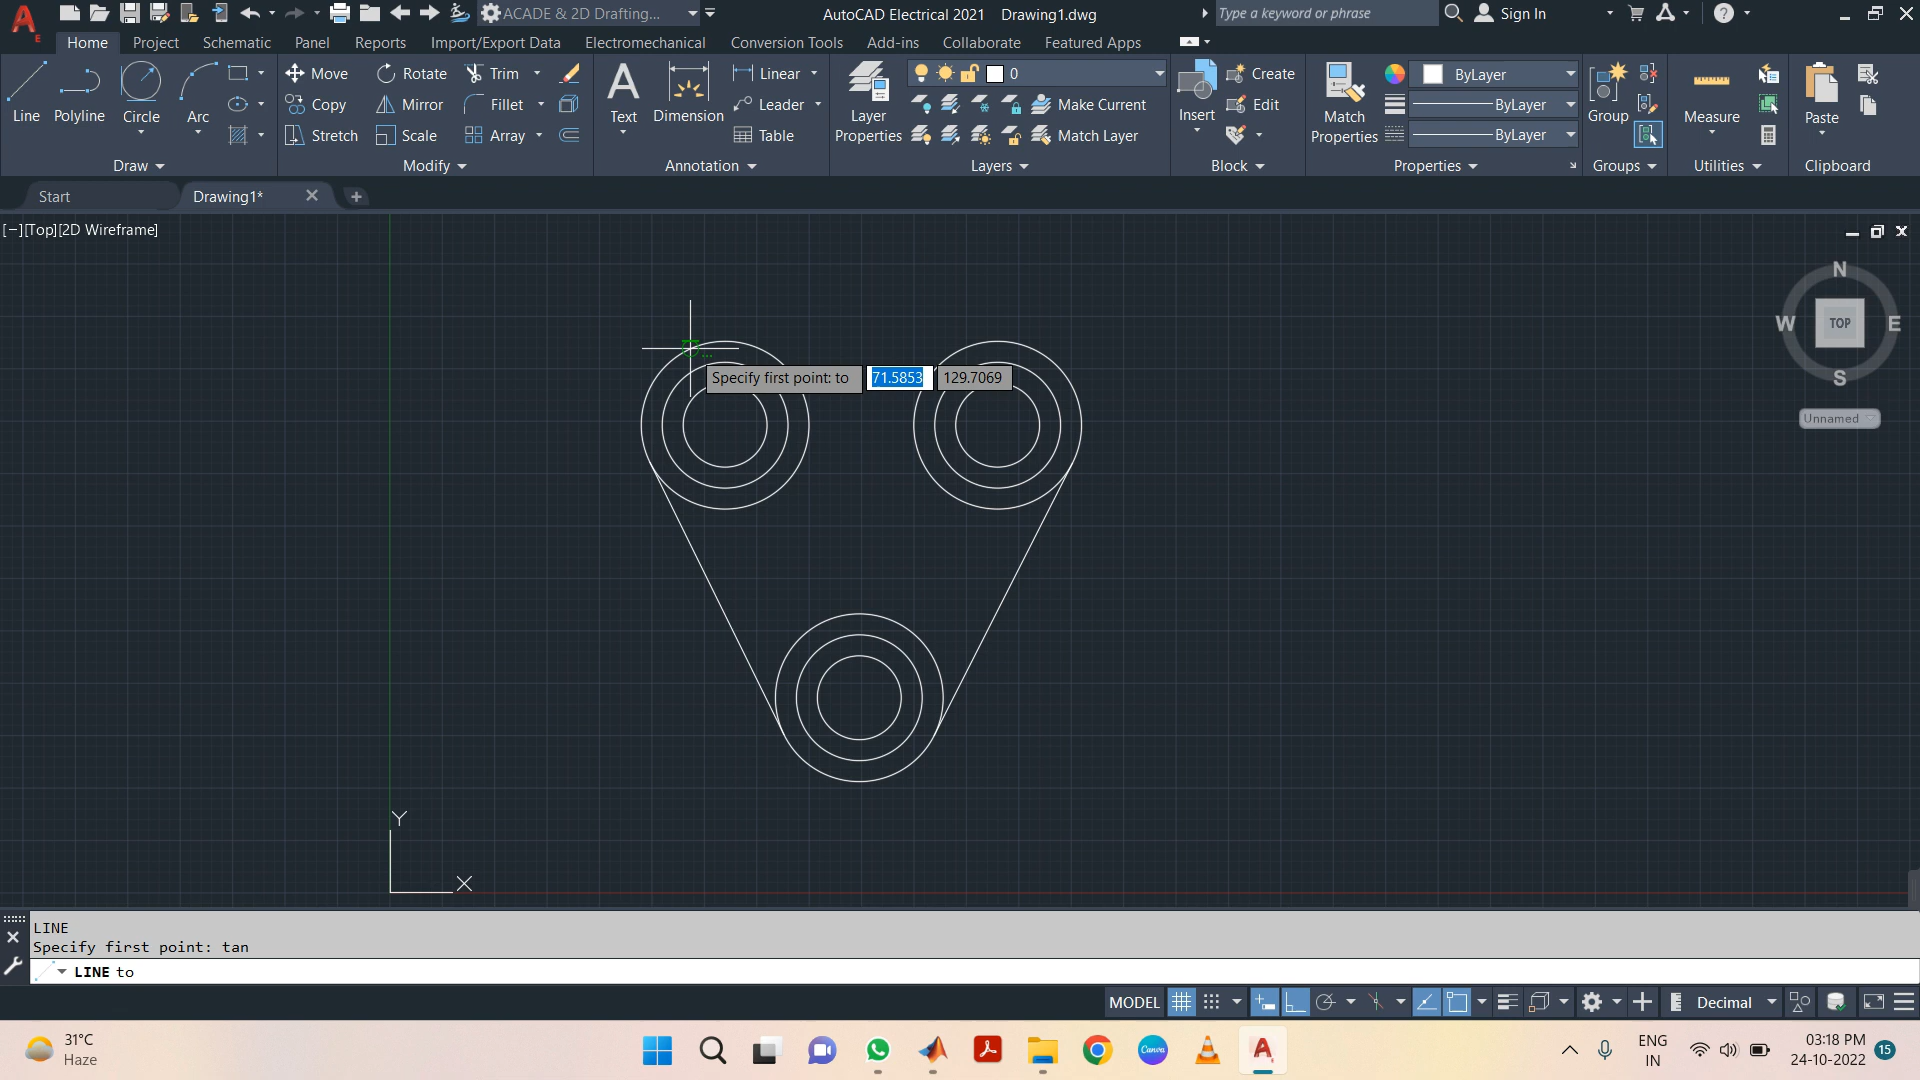 ACADE & 2D Drafting... AutoCAD Electrical 2021 Drawing1.dwg Type a keyword or phrase Sign In
Home Project Schematic Panel Reports Import/Export Data Electromechanical Conversion Tools Add-ins Collaborate Featured Apps
Line Polyline Circle Arc
Draw
Move Rotate Trim
Copy Mirror Fillet
Stretch Scale Array
Modify
Text Dimension
Linear
Leader
Table
Annotation
Layer Properties
0
Make Current
Match Layer
Layers
Insert
Create
Edit
Block
Match Properties
ByLayer
ByLayer
ByLayer
Properties
Group
Groups
Measure
Utilities
Paste
Clipboard
Start Drawing1*
[−][Top][2D Wireframe]
N
W TOP E
S
Unnamed
Specify first point: to 71.5853 129.7069
Y
X
LINE
Specify first point: tan
LINE to
MODEL Decimal
31°C
Haze
Canva
ENG
IN
03:18 PM
24-10-2022
15